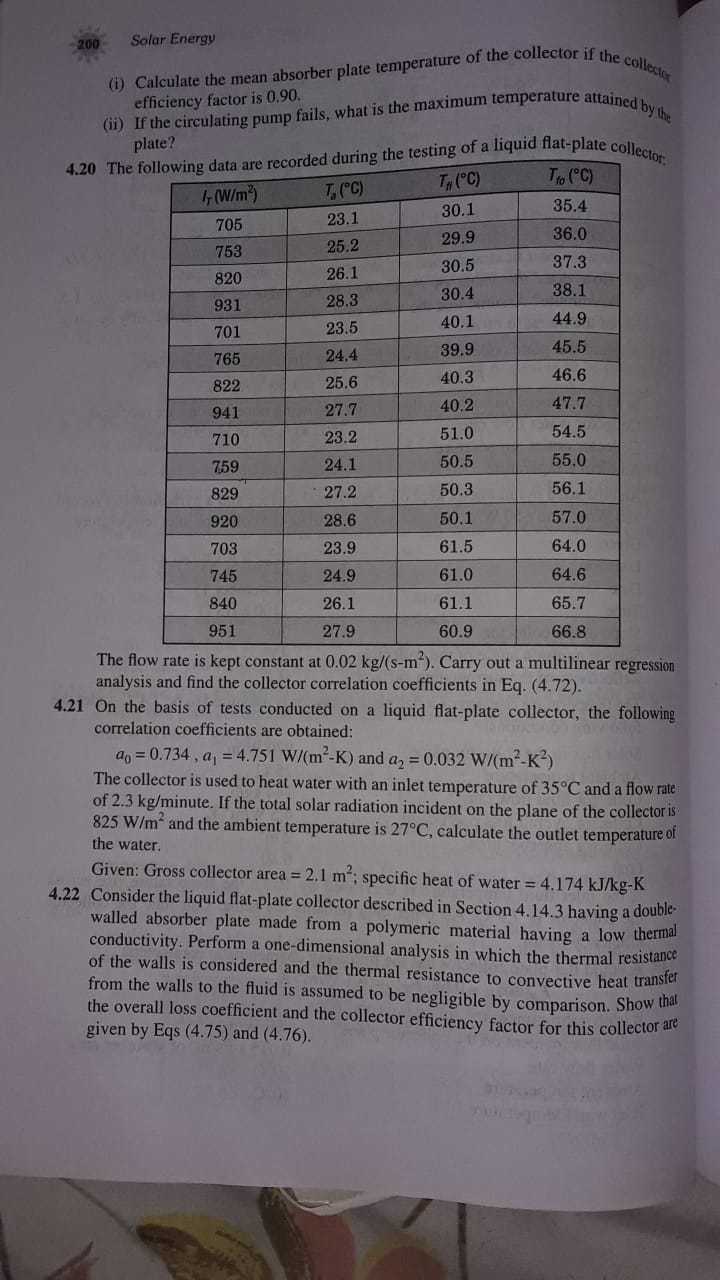 200 Solar Energy
(i) Calculate the mean absorber plate temperature of the collector if the collector
efficiency factor is 0.90.
(ii) If the circulating pump fails, what is the maximum temperature attained by the
plate?
4.20 The following data are recorded during the testing of a liquid flat-plate collector:
I_T (W/m²) T_a (°C) T_fi (°C) T_fo (°C)
705 23.1 30.1 35.4
753 25.2 29.9 36.0
820 26.1 30.5 37.3
931 28.3 30.4 38.1
701 23.5 40.1 44.9
765 24.4 39.9 45.5
822 25.6 40.3 46.6
941 27.7 40.2 47.7
710 23.2 51.0 54.5
759 24.1 50.5 55.0
829 27.2 50.3 56.1
920 28.6 50.1 57.0
703 23.9 61.5 64.0
745 24.9 61.0 64.6
840 26.1 61.1 65.7
951 27.9 60.9 66.8
The flow rate is kept constant at 0.02 kg/(s-m²). Carry out a multilinear regression
analysis and find the collector correlation coefficients in Eq. (4.72).
4.21 On the basis of tests conducted on a liquid flat-plate collector, the following
correlation coefficients are obtained:
a₀ = 0.734 , a₁ = 4.751 W/(m²-K) and a₂ = 0.032 W/(m²-K²)
The collector is used to heat water with an inlet temperature of 35°C and a flow rate
of 2.3 kg/minute. If the total solar radiation incident on the plane of the collector is
825 W/m² and the ambient temperature is 27°C, calculate the outlet temperature of
the water.
Given: Gross collector area = 2.1 m²; specific heat of water = 4.174 kJ/kg-K
4.22 Consider the liquid flat-plate collector described in Section 4.14.3 having a double-
walled absorber plate made from a polymeric material having a low thermal
conductivity. Perform a one-dimensional analysis in which the thermal resistance
of the walls is considered and the thermal resistance to convective heat transfer
from the walls to the fluid is assumed to be negligible by comparison. Show that
the overall loss coefficient and the collector efficiency factor for this collector are
given by Eqs (4.75) and (4.76).